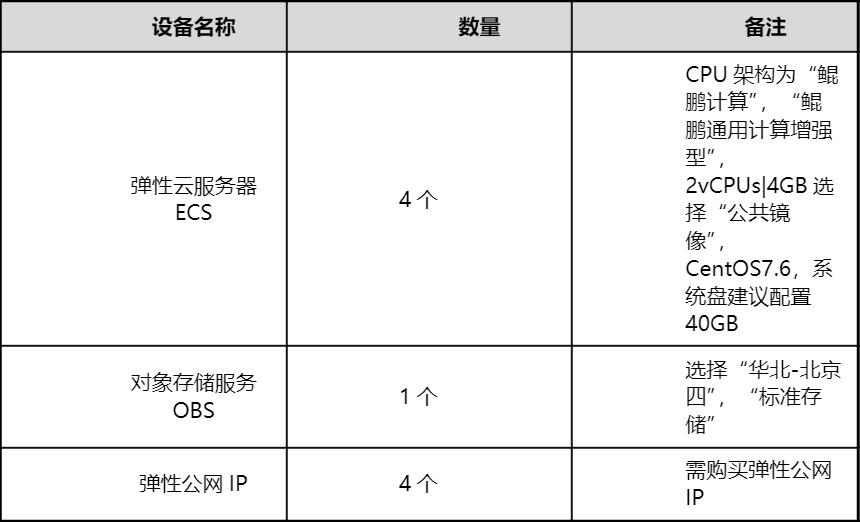 设备名称 数量 备注
弹性云服务器
ECS
4 个
CPU 架构为“鲲
鹏计算”，“鲲
鹏通用计算增强
型”，
2vCPUs|4GB 选
择“公共镜
像”，
CentOS7.6，系
统盘建议配置
40GB
对象存储服务
OBS
1 个
选择“华北-北京
四”，“标准存
储”
弹性公网 IP
4 个
需购买弹性公网
IP